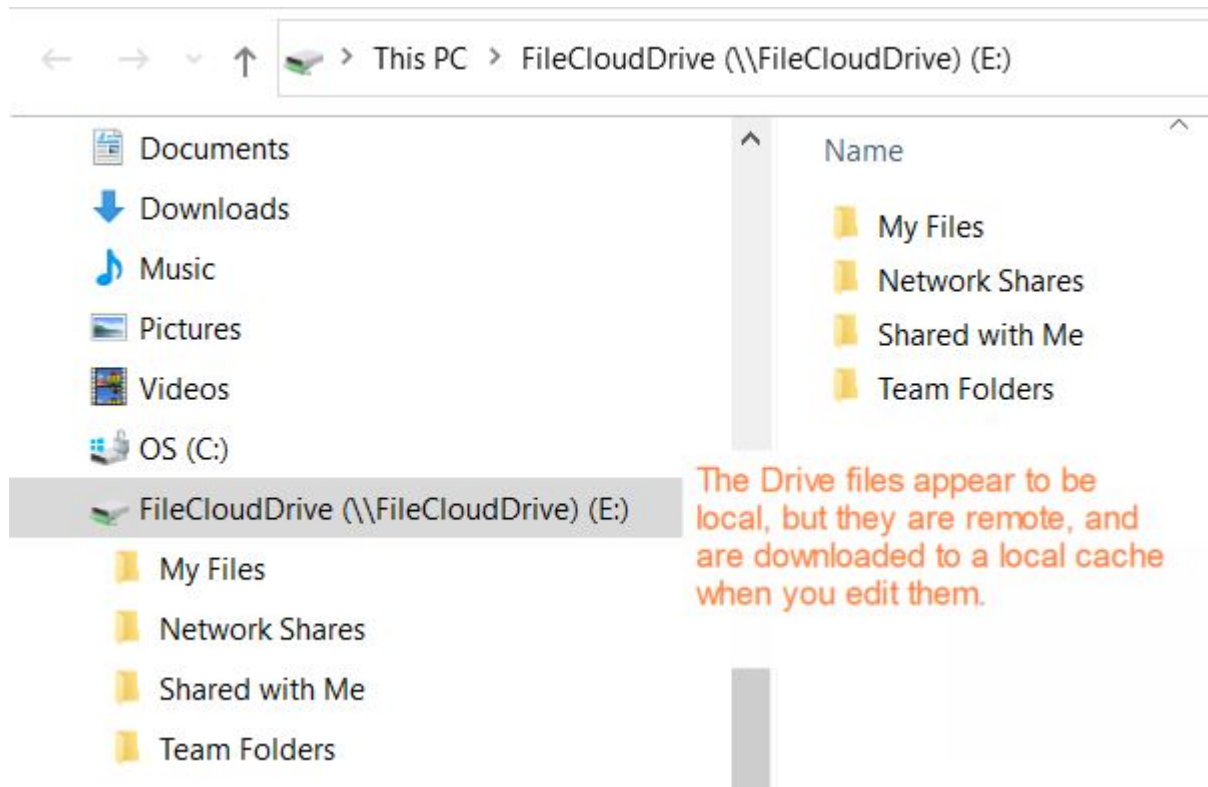 This PC > FileCloudDrive (\\FileCloudDrive) (E:)
Documents
Downloads
Music
Pictures
Videos
OS (C:)
FileCloudDrive (\\FileCloudDrive) (E:)
My Files
Network Shares
Shared with Me
Team Folders
Name
My Files
Network Shares
Shared with Me
Team Folders
The Drive files appear to be
local, but they are remote, and
are downloaded to a local cache
when you edit them.